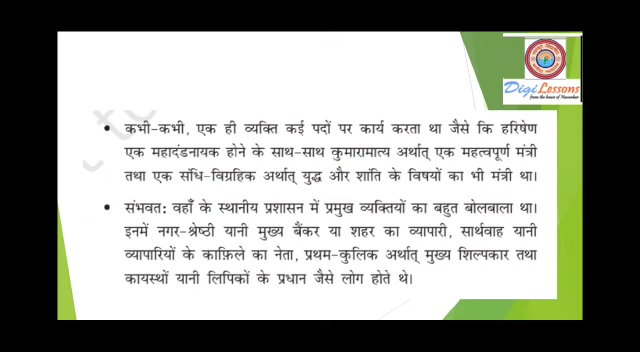 Digi Lessons
from the house of Navankur
• कभी-कभी, एक ही व्यक्ति कई पदों पर कार्य करता था जैसे कि हरिषेण
एक महादंडनायक होने के साथ-साथ कुमारामात्य अर्थात् एक महत्वपूर्ण मंत्री
तथा एक संधि-विग्रहिक अर्थात् युद्ध और शांति के विषयों का भी मंत्री था।
• संभवत: वहाँ के स्थानीय प्रशासन में प्रमुख व्यक्तियों का बहुत बोलबाला था।
इनमें नगर-श्रेष्ठी यानी मुख्य बैंकर या शहर का व्यापारी, सार्थवाह यानी
व्यापारियों के काफ़िले का नेता, प्रथम-कुलिक अर्थात् मुख्य शिल्पकार तथा
कायस्थों यानी लिपिकों के प्रधान जैसे लोग होते थे।